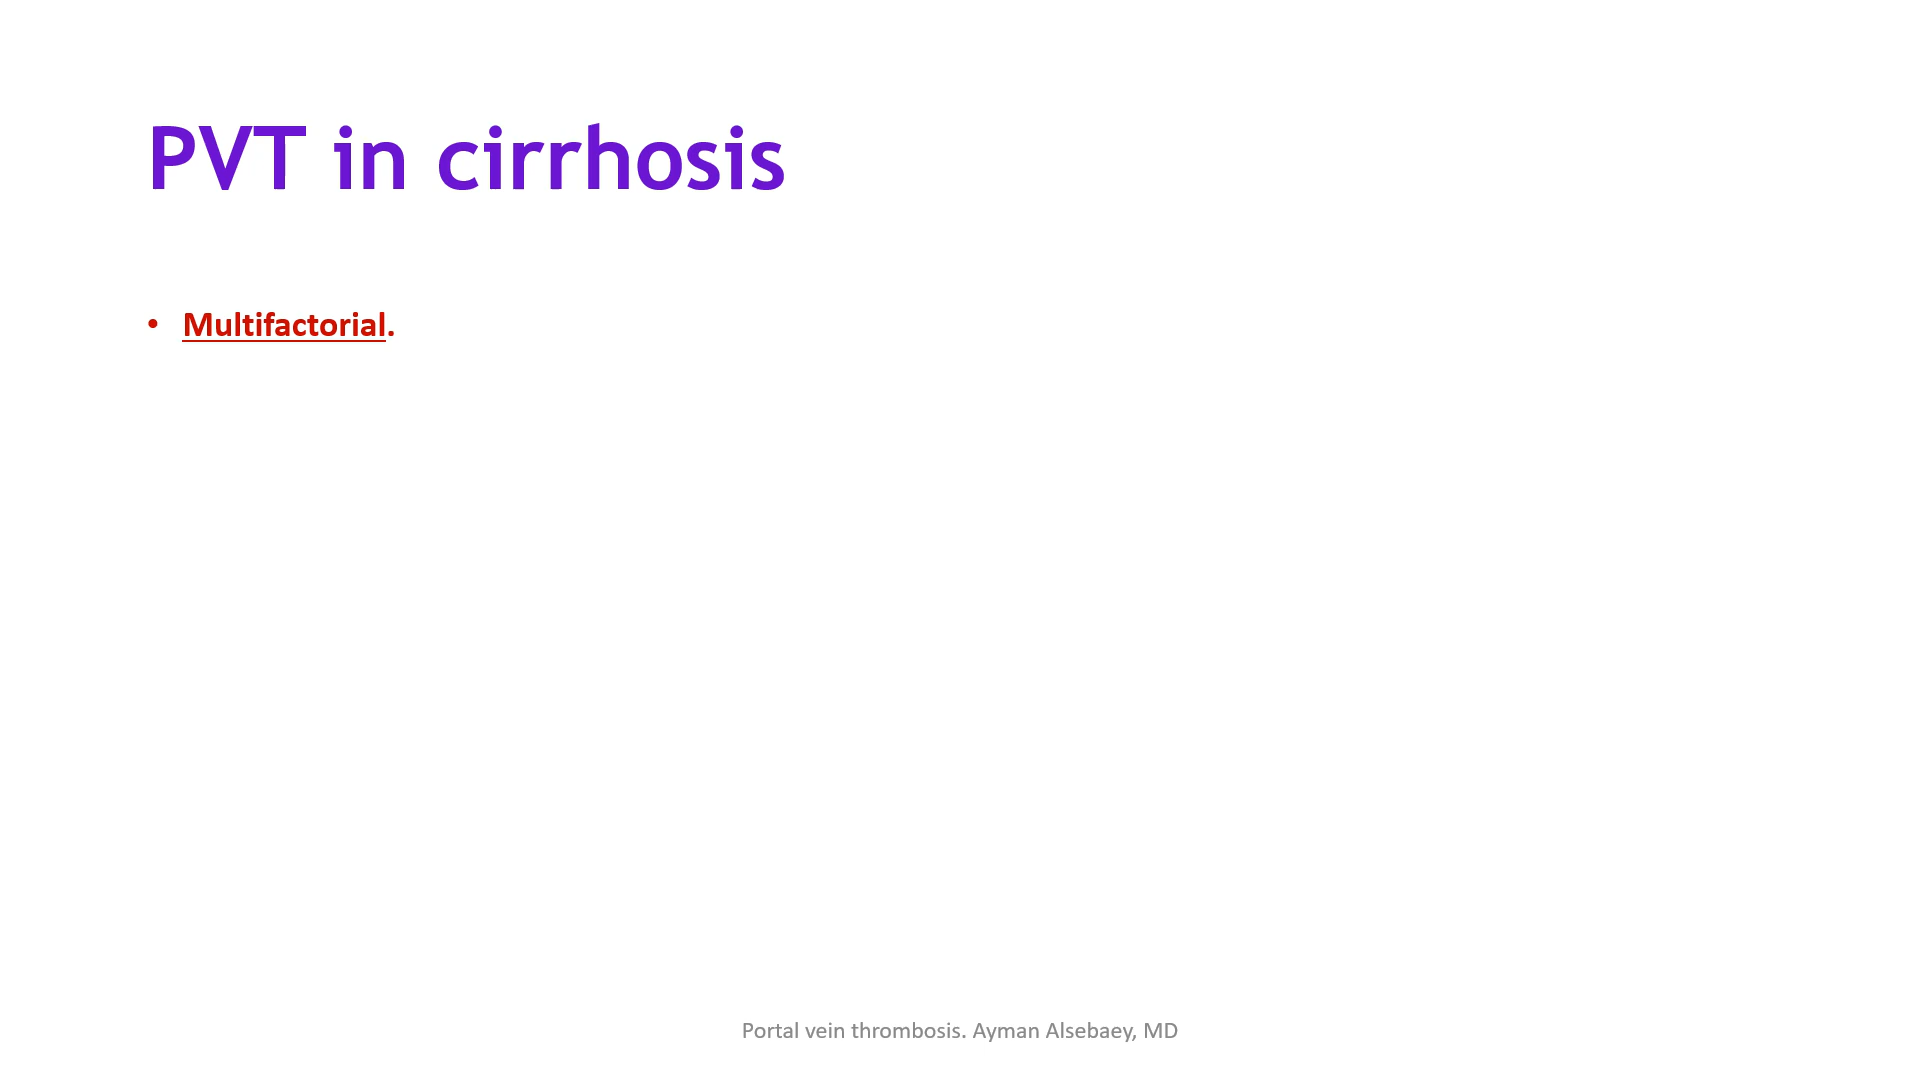 PVT in cirrhosis
• Multifactorial.
Portal vein thrombosis. Ayman Alsebaey, MD